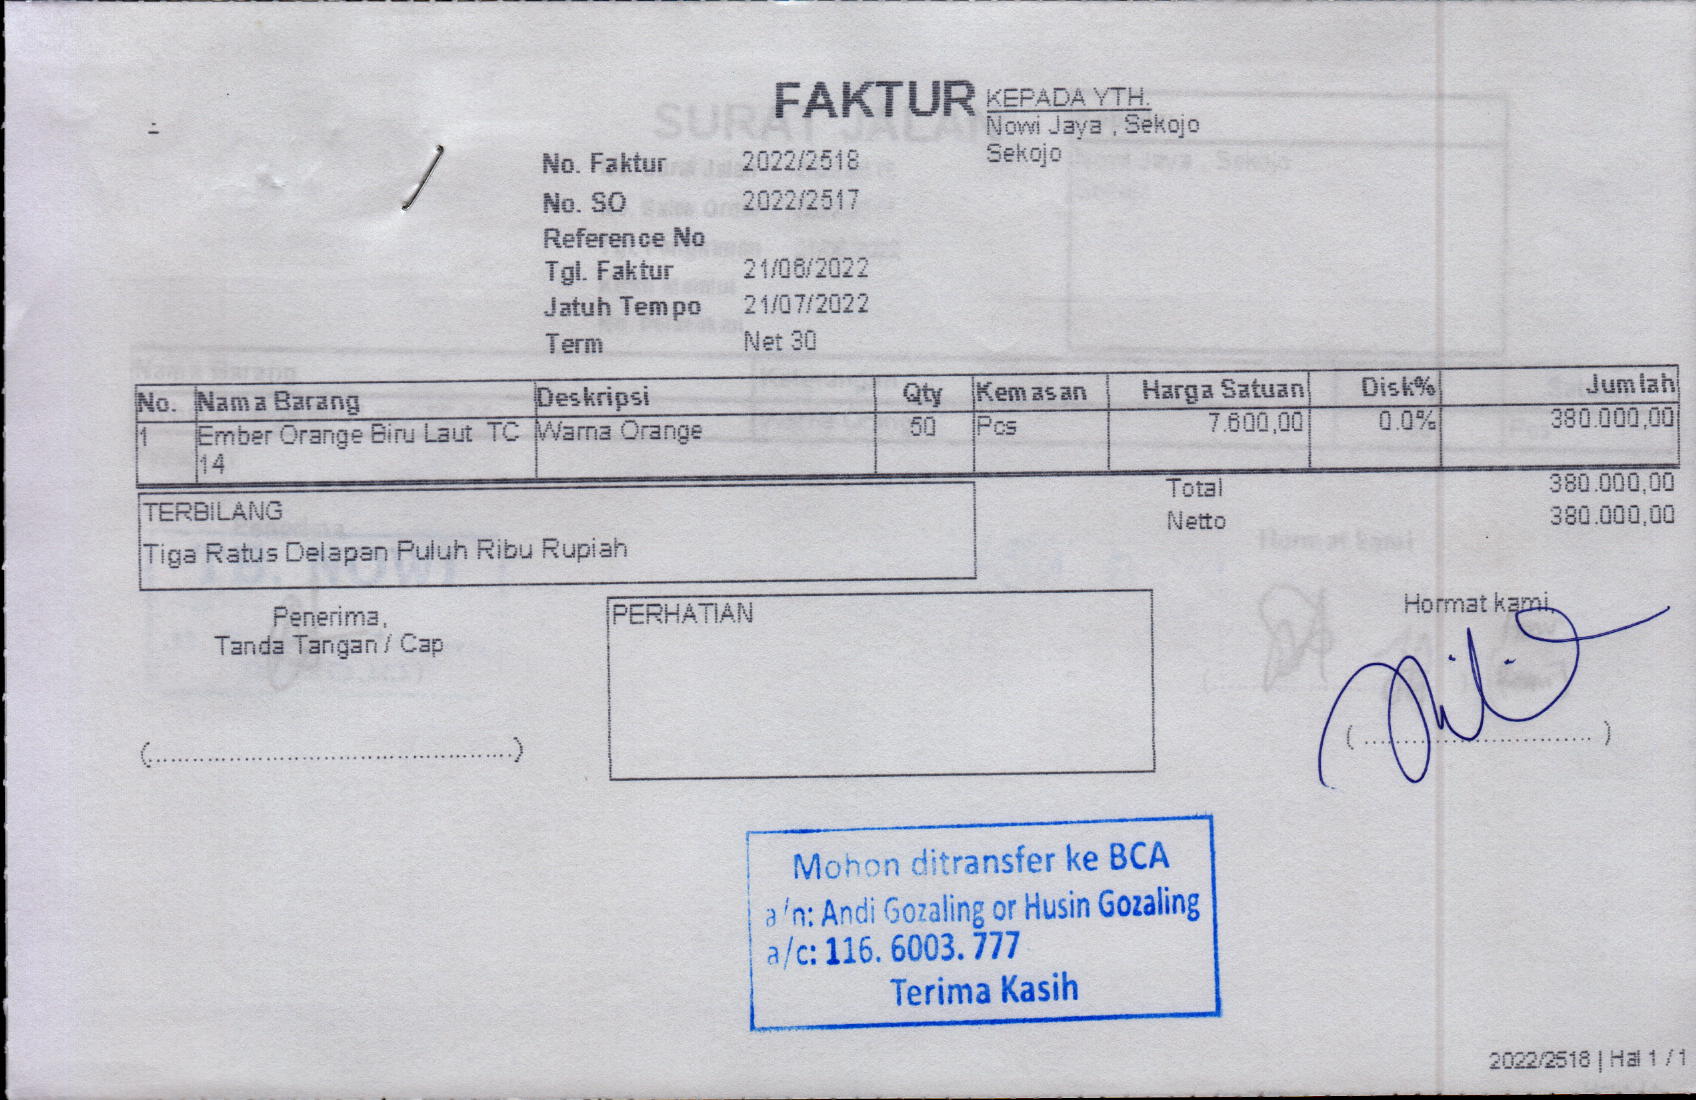 FAKTUR
KEPADA YTH.
Nowi Jaya , Sekojo
Sekojo
No. Faktur 2022/2518
No. SO 2022/2517
Reference No
Tgl. Faktur 21/06/2022
Jatuh Tempo 21/07/2022
Term Net 30
No. Nama Barang Deskripsi Qty Kemasan Harga Satuan Disk% Jumlah
1 Ember Orange Biru Laut TC Warna Orange 50 Pcs 7.600,00 0.0% 380.000,00
14
Total 380.000,00
Netto 380.000,00
TERBILANG
Tiga Ratus Delapan Puluh Ribu Rupiah
Penerima,
Tanda Tangan / Cap
(..................................................)
PERHATIAN
Hormat kami,
( ................................ )
Mohon ditransfer ke BCA
a/n: Andi Gozaling or Husin Gozaling
a/c: 116. 6003. 777
Terima Kasih
2022/2518 | Hal 1 / 1
SURAT JALAN